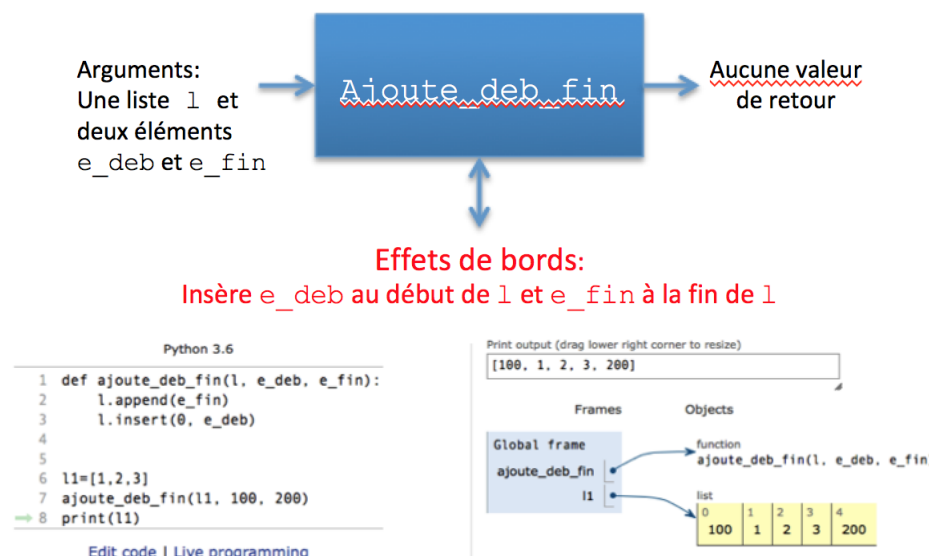 Arguments:
Une liste l et
deux éléments
e_deb et e_fin
Ajoute_deb_fin
Aucune valeur
de retour
Effets de bords:
Insère e_deb au début de l et e_fin à la fin de l
Python 3.6
1 def ajoute_deb_fin(l, e_deb, e_fin):
2 l.append(e_fin)
3 l.insert(0, e_deb)
4
5
6 l1=[1,2,3]
7 ajoute_deb_fin(l1, 100, 200)
8 print(l1)
Edit code | Live programming
Print output (drag lower right corner to resize)
[100, 1, 2, 3, 200]
Frames Objects
Global frame
ajoute_deb_fin
l1
function
ajoute_deb_fin(l, e_deb, e_fin)
list
0 1 2 3 4
100 1 2 3 200